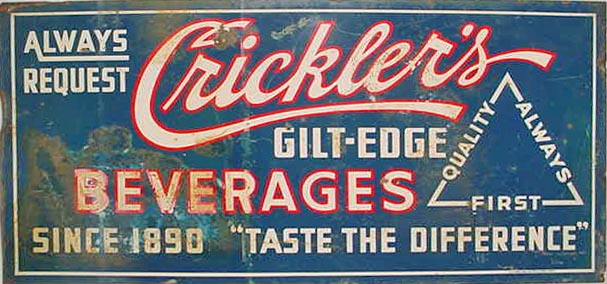 ALWAYS
REQUEST
Crickler's
GILT-EDGE
BEVERAGES
QUALITY
ALWAYS
FIRST
SINCE 1890 "TASTE THE DIFFERENCE"